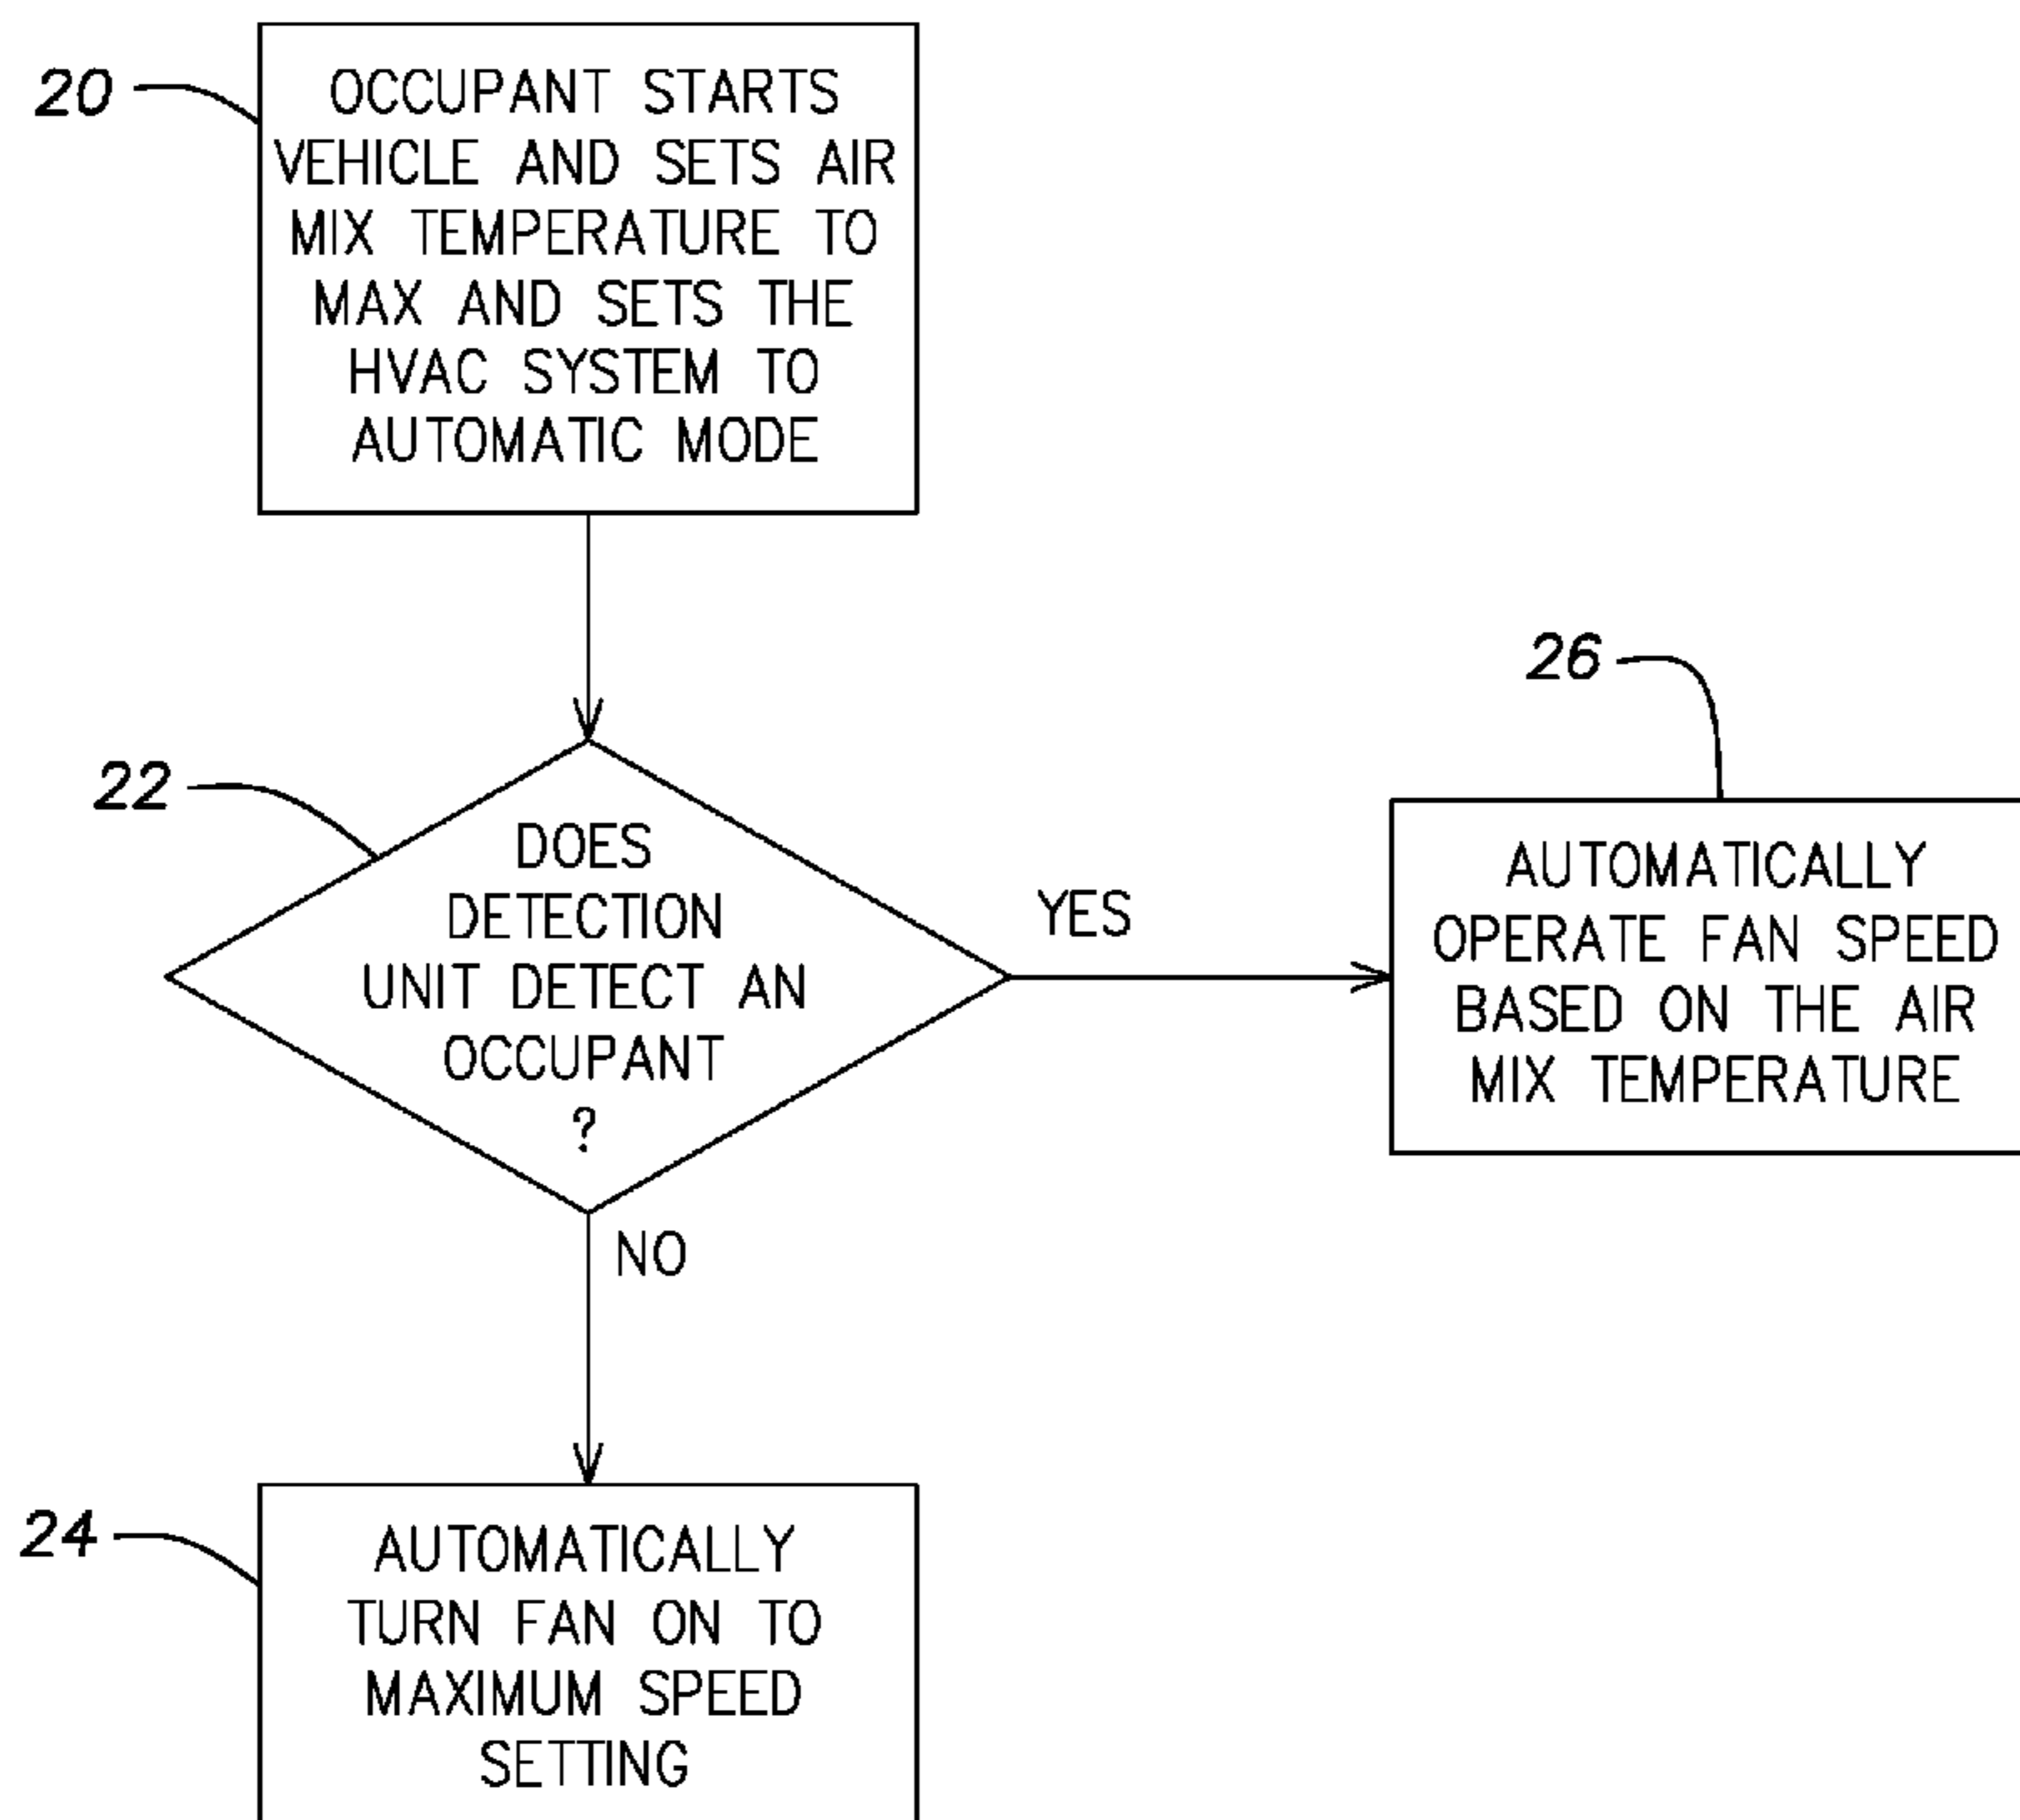 20
OCCUPANT STARTS
VEHICLE AND SETS AIR
MIX TEMPERATURE TO
MAX AND SETS THE
HVAC SYSTEM TO
AUTOMATIC MODE
22
DOES
DETECTION
UNIT DETECT AN
OCCUPANT
?
YES
26
AUTOMATICALLY
OPERATE FAN SPEED
BASED ON THE AIR
MIX TEMPERATURE
NO
24
AUTOMATICALLY
TURN FAN ON TO
MAXIMUM SPEED
SETTING